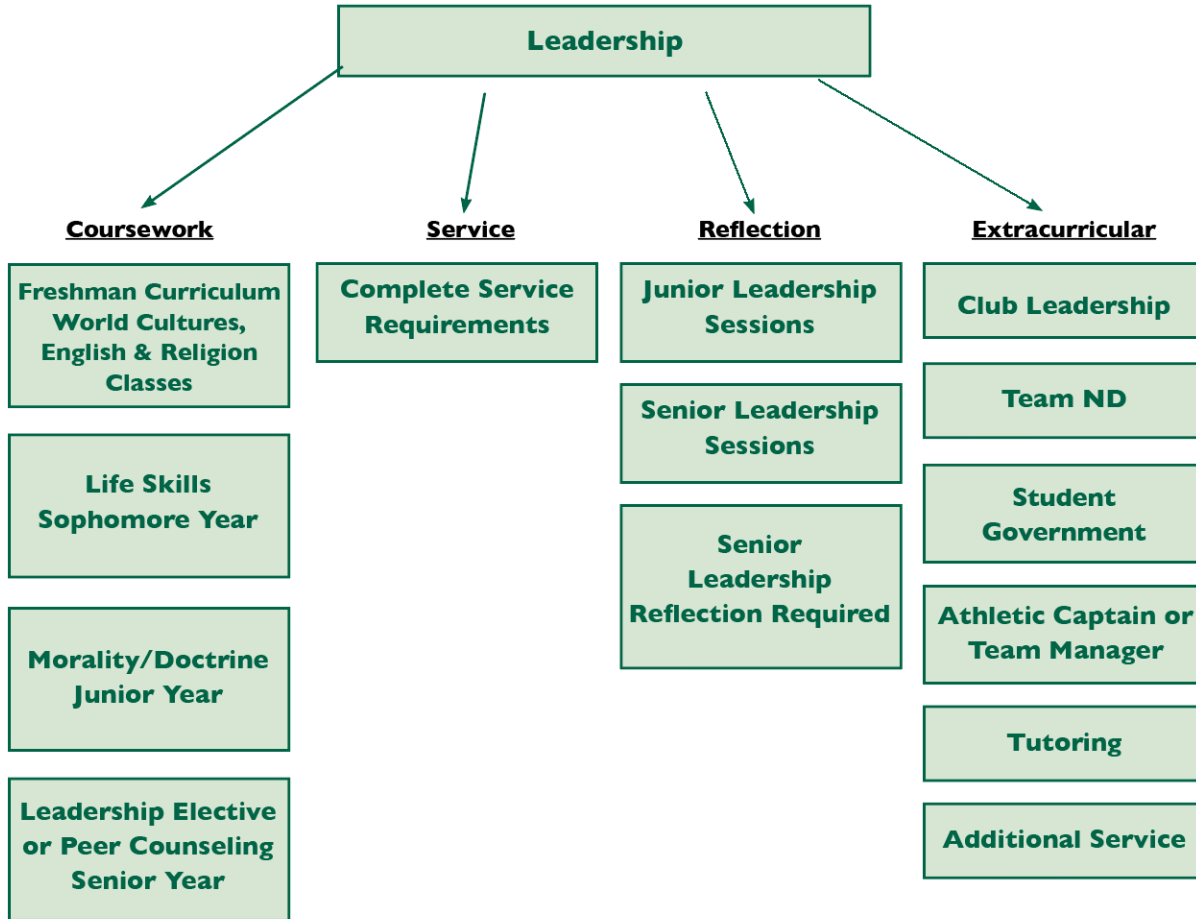 Leadership
Coursework
Freshman Curriculum
World Cultures,
English & Religion
Classes
Life Skills
Sophomore Year
Morality/Doctrine
Junior Year
Leadership Elective
or Peer Counseling
Senior Year
Service
Complete Service
Requirements
Reflection
Junior Leadership
Sessions
Senior Leadership
Sessions
Senior
Leadership
Reflection Required
Extracurricular
Club Leadership
Team ND
Student
Government
Athletic Captain or
Team Manager
Tutoring
Additional Service